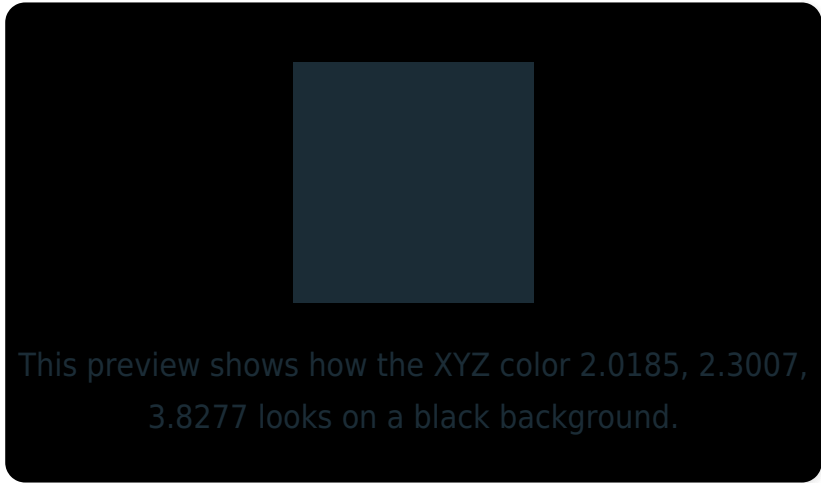 This preview shows how the XYZ color 2.0185, 2.3007,
3.8277 looks on a black background.